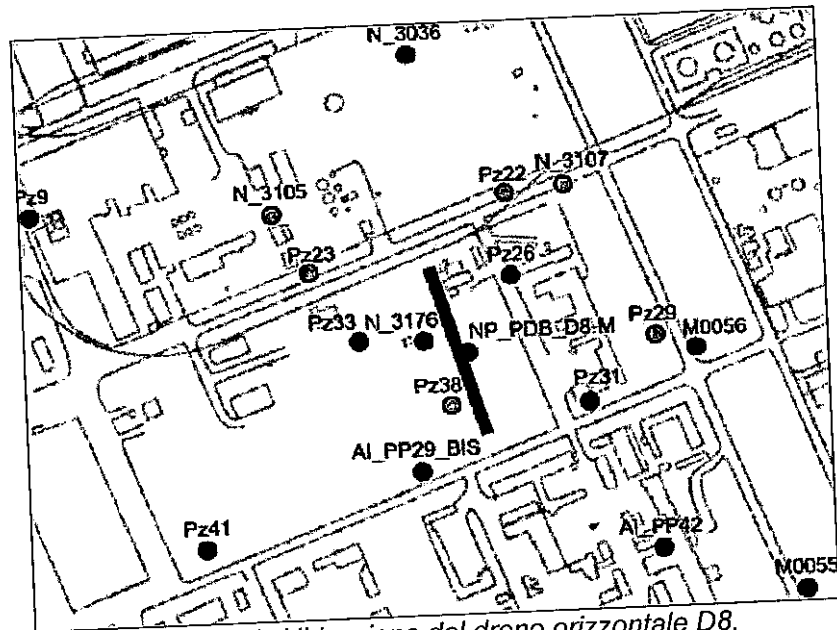 N_3036
Pz22
N_3107
Pz9
N_3105
Pz23
Pz26
Pz33
N_3176
NP_PDB_D8-M
Pz29
M0056
Pz38
Pz31
AI_PP29_BIS
Pz41
AI_PP42
M0055
del dreno orizzontale D8.